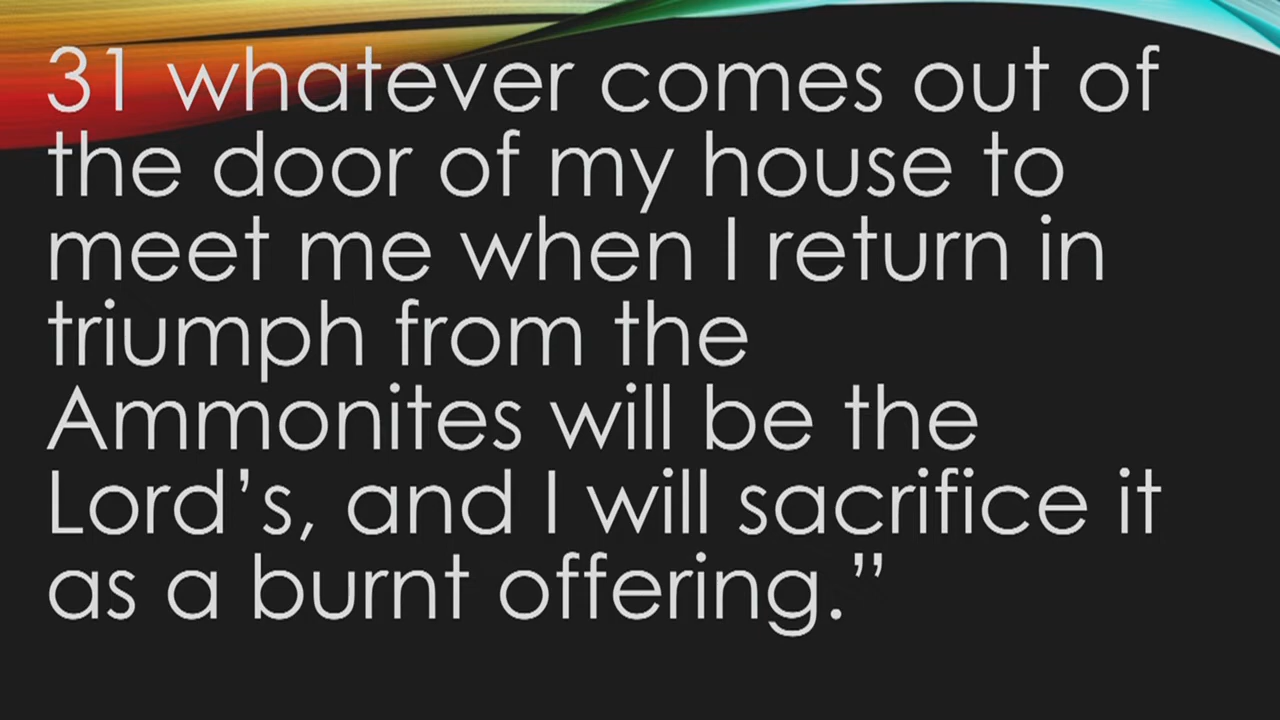 31 whatever comes out of
the door of my house to
meet me when I return in
triumph from the
Ammonites will be the
Lord’s, and I will sacrifice it
as a burnt offering.”